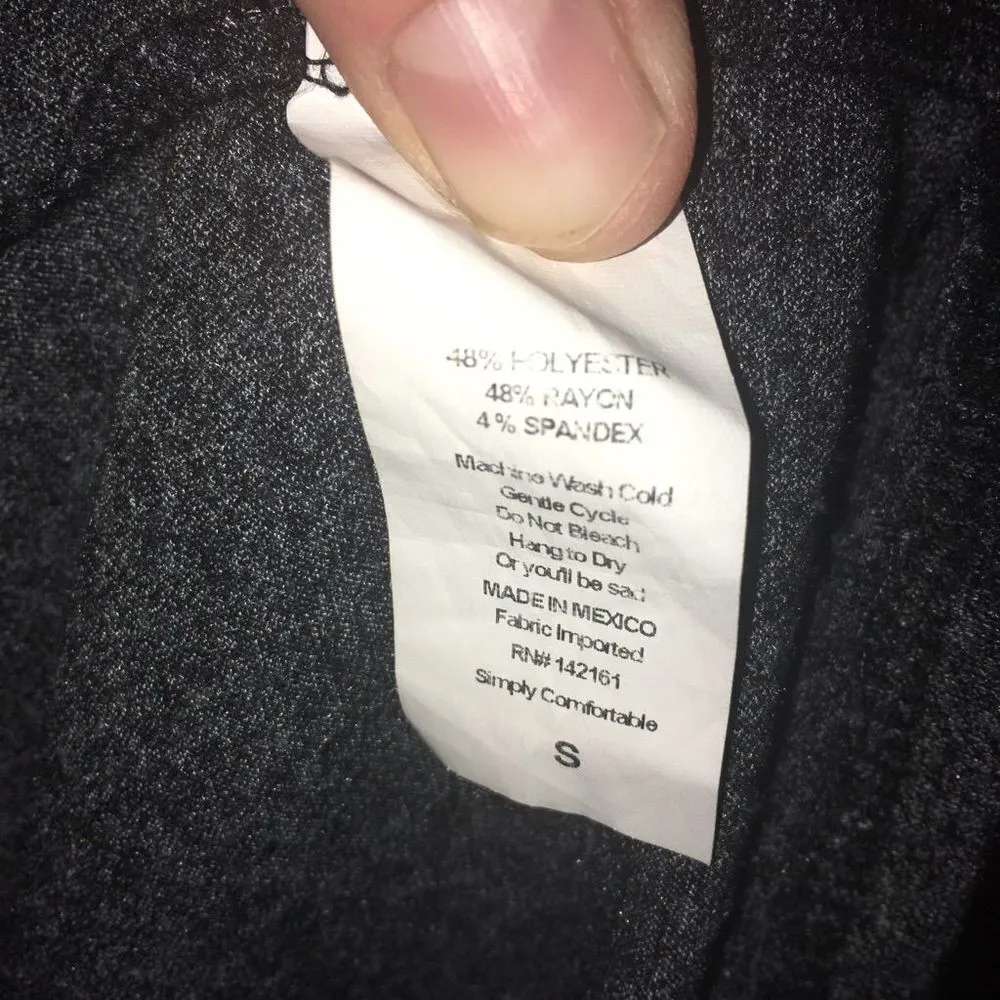 48% POLYESTER
48% RAYON
4% SPANDEX
Machine Wash Cold
Gentle Cycle
Do Not Bleach
Hang to Dry
Or you'll be sad
MADE IN MEXICO
Fabric Imported
RN# 142161
Simply Comfortable
S